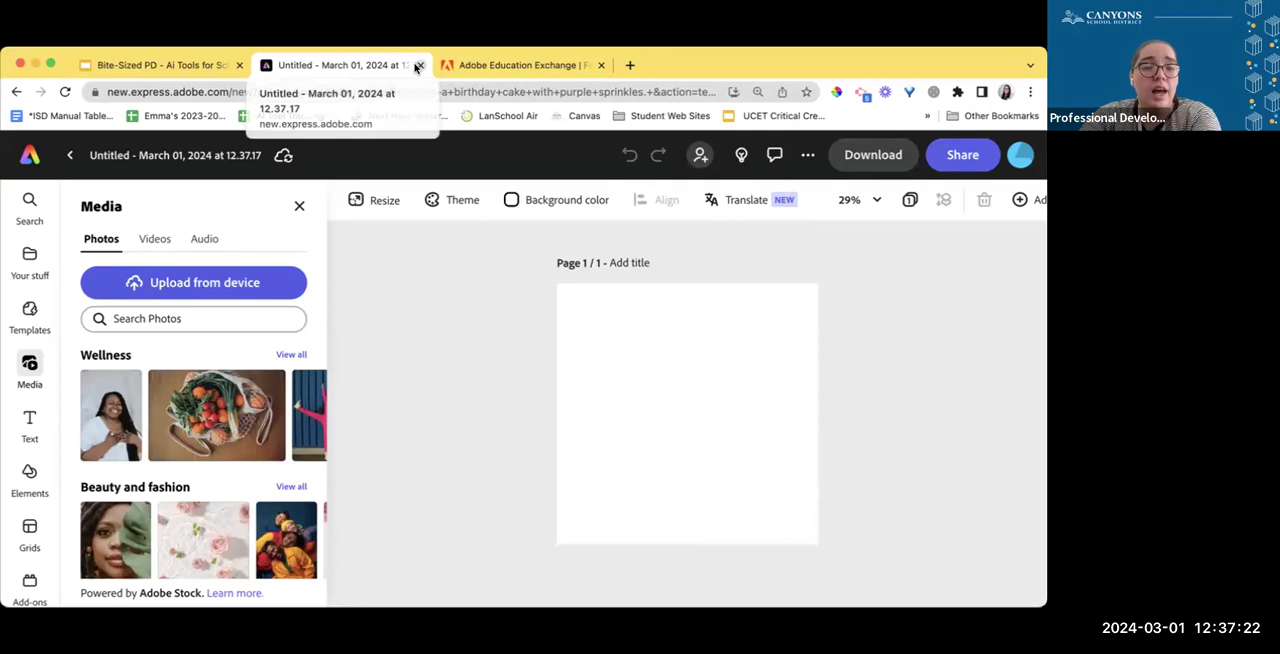 CANYONS
SCHOOL DISTRICT
Professional Develo...
Bite-Sized PD - Ai Tools for Sc
Untitled - March 01, 2024 at 12
Adobe Education Exchange | F
new.express.adobe.com/new
a+birthday+cake+with+purple+sprinkles.+&action=te...
Untitled - March 01, 2024 at
12.37.17
new.express.adobe.com
*ISD Manual Table...
Emma's 2023-20...
LanSchool Air
Canvas
Student Web Sites
UCET Critical Cre...
»
Other Bookmarks
Untitled - March 01, 2024 at 12.37.17
Download
Share
Search
Your stuff
Templates
Media
Text
Elements
Grids
Add-ons
Media
Photos
Videos
Audio
Upload from device
Search Photos
Wellness
View all
Beauty and fashion
View all
Powered by Adobe Stock. Learn more.
Resize
Theme
Background color
Align
Translate
NEW
29%
1
Ad
Page 1 / 1 - Add title
2024-03-01 12:37:22